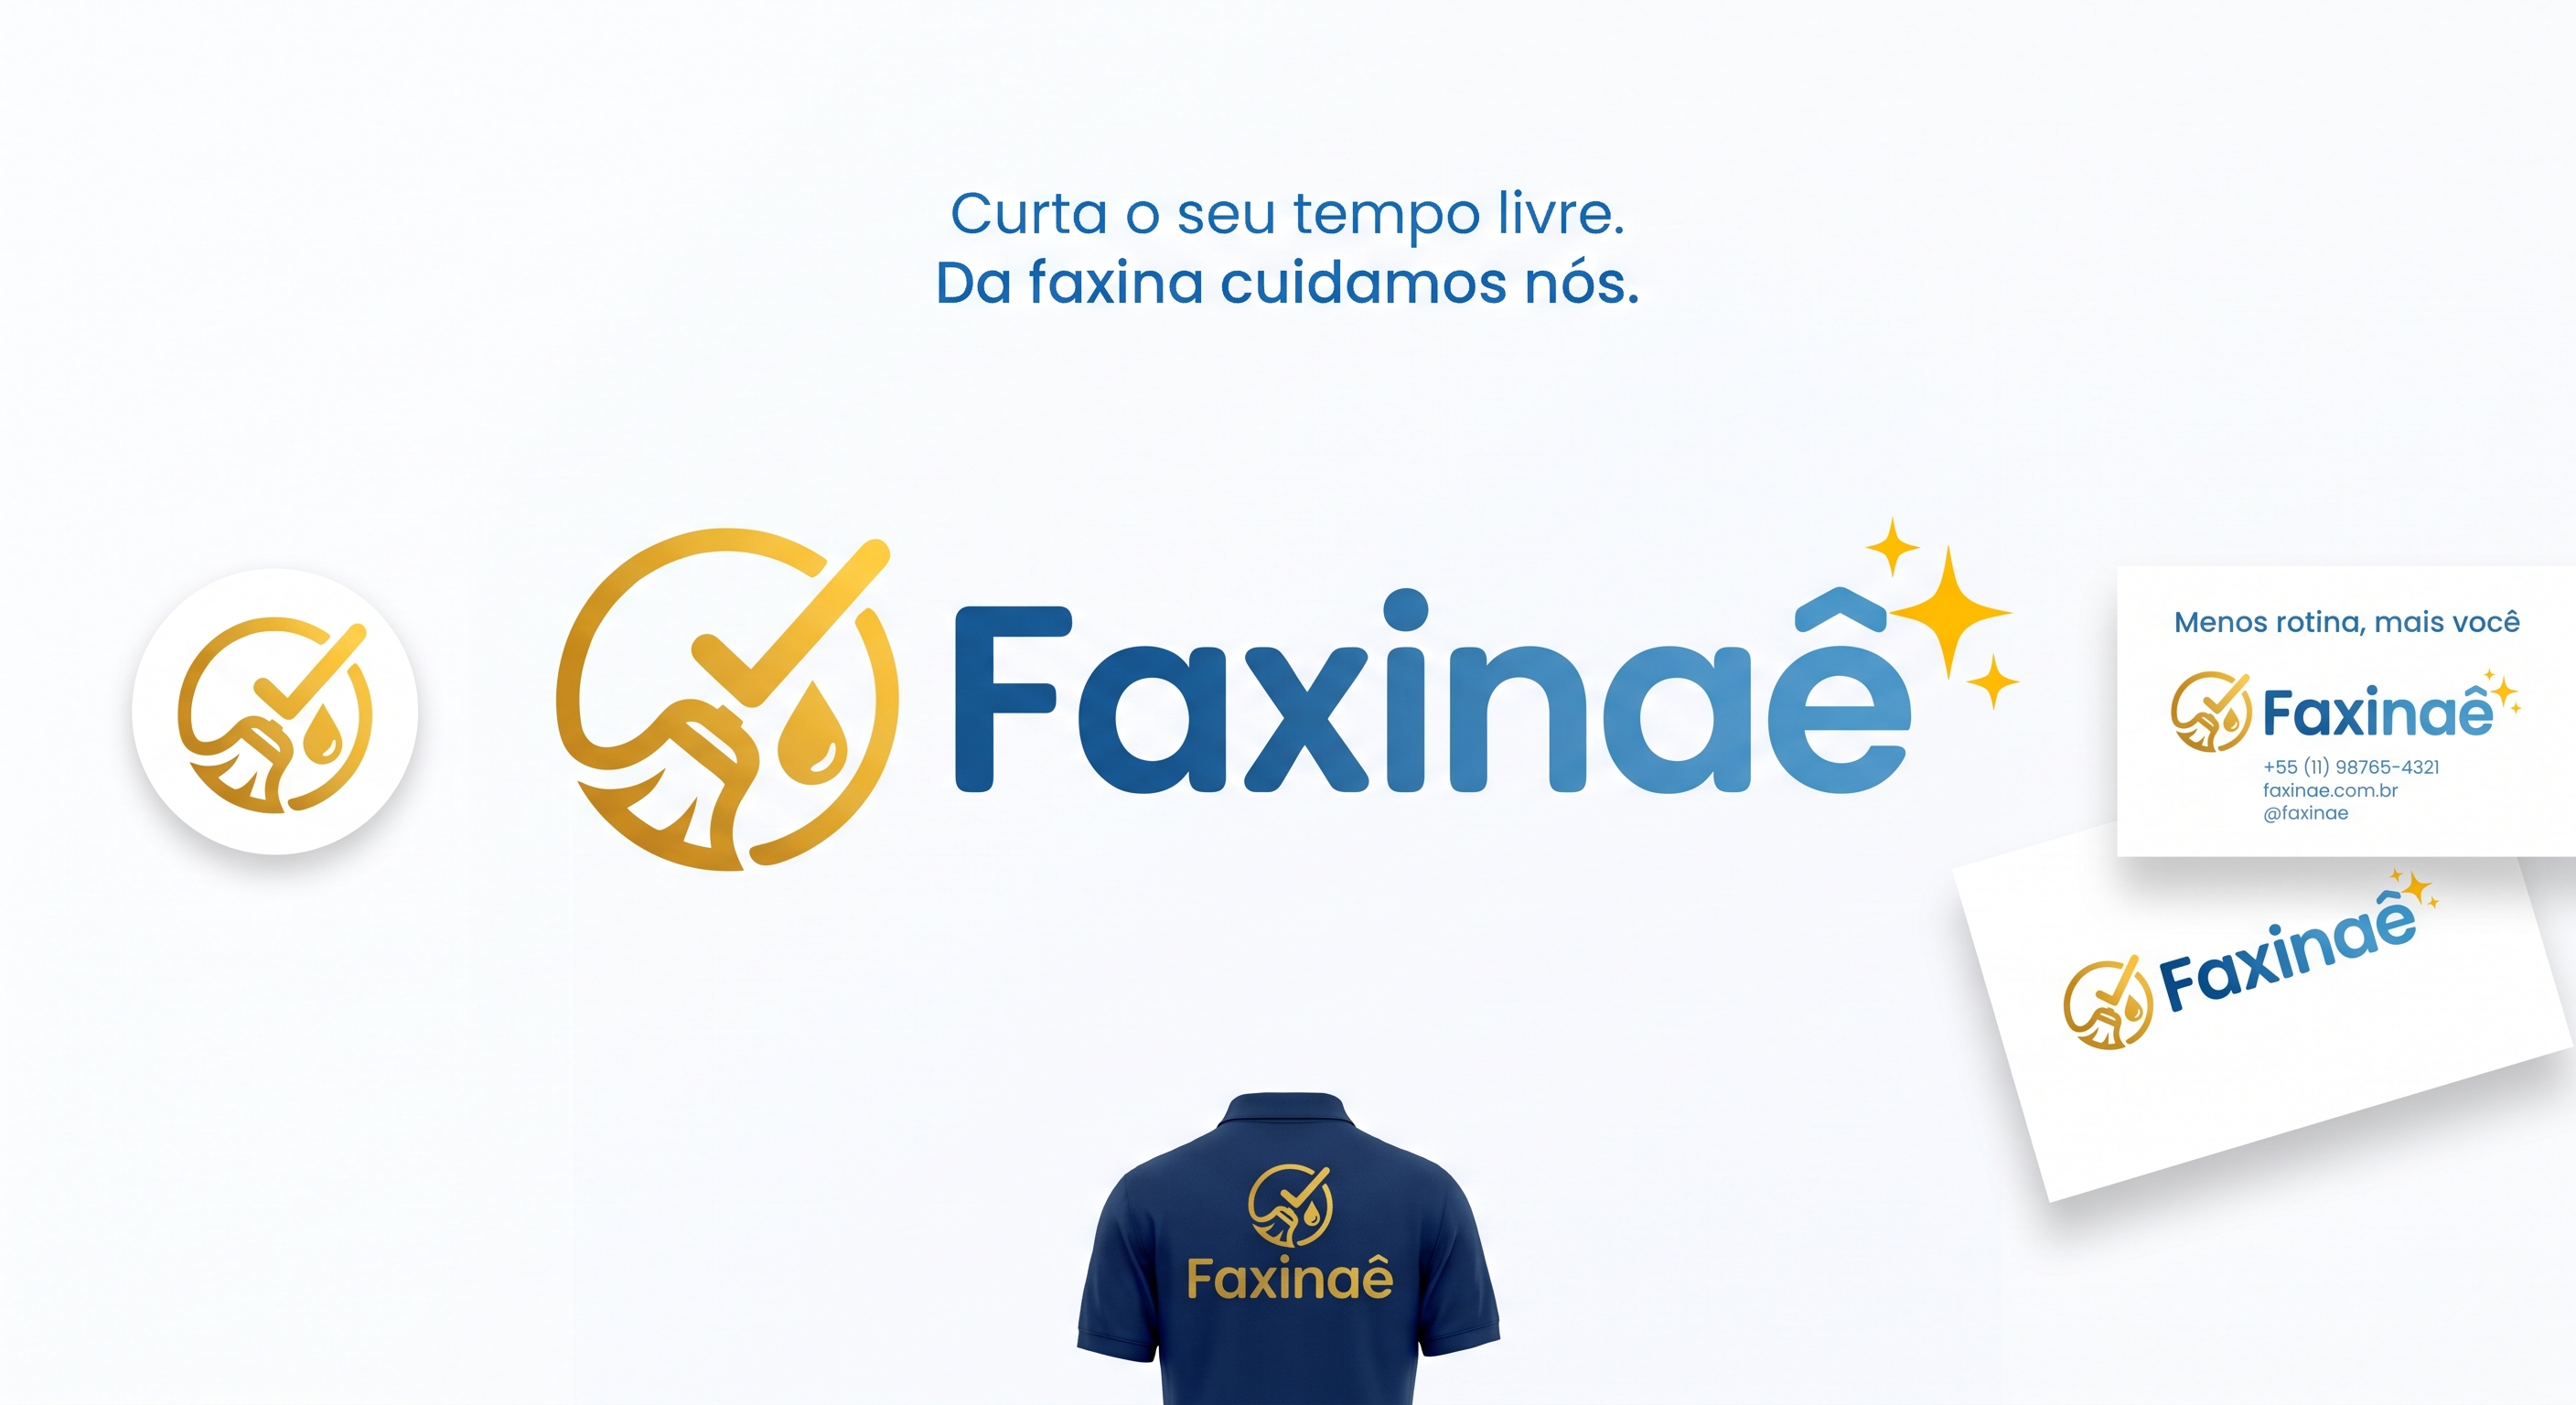 Curta o seu tempo livre.
Da faxina cuidamos nós.
Faxinaê
Menos rotina, mais você
Faxinaê
+55 (11) 98765-4321
faxinae.com.br
@faxinae
Faxinaê
Faxinaê